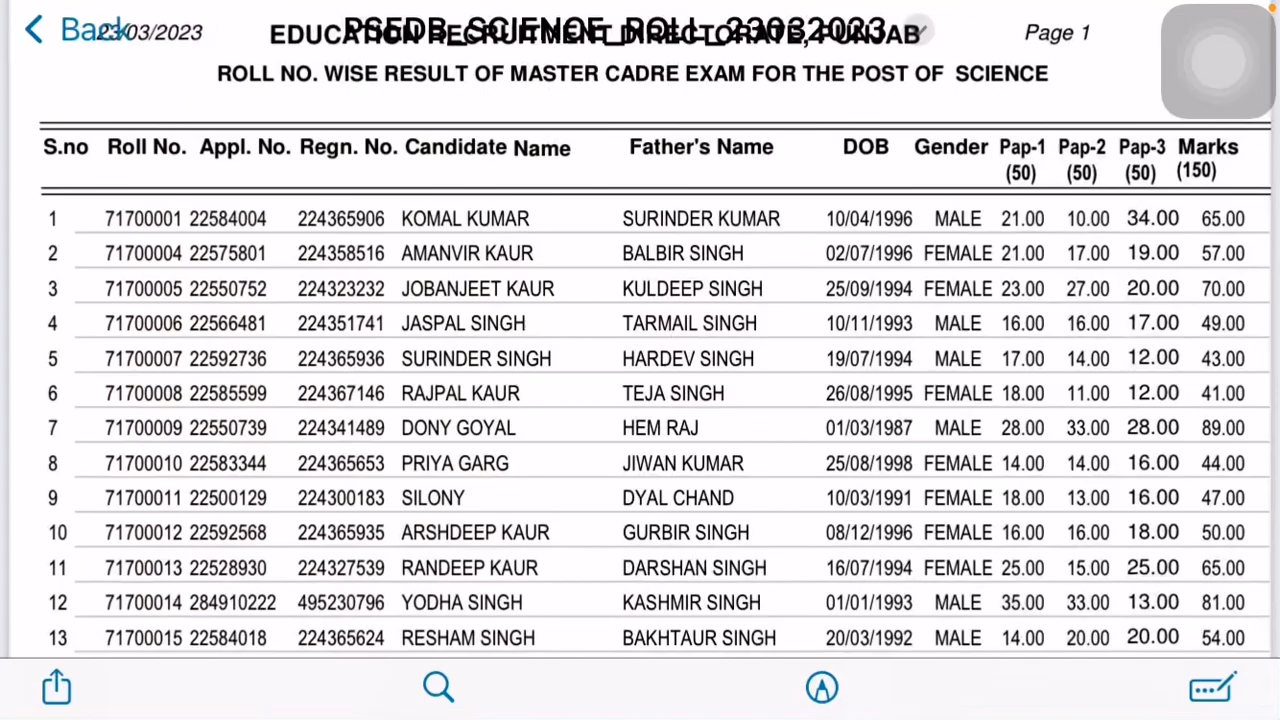 Back 23/03/2023 EDUCATION RECRUITMENT DIRECTORATE, PUNJAB Page 1
PSEDB_SCIENCE_ROLL_23032023
ROLL NO. WISE RESULT OF MASTER CADRE EXAM FOR THE POST OF SCIENCE
S.no Roll No. Appl. No. Regn. No. Candidate Name Father's Name DOB Gender Pap-1 Pap-2 Pap-3 Marks
(50) (50) (50) (150)
1 71700001 22584004 224365906 KOMAL KUMAR SURINDER KUMAR 10/04/1996 MALE 21.00 10.00 34.00 65.00
2 71700004 22575801 224358516 AMANVIR KAUR BALBIR SINGH 02/07/1996 FEMALE 21.00 17.00 19.00 57.00
3 71700005 22550752 224323232 JOBANJEET KAUR KULDEEP SINGH 25/09/1994 FEMALE 23.00 27.00 20.00 70.00
4 71700006 22566481 224351741 JASPAL SINGH TARMAIL SINGH 10/11/1993 MALE 16.00 16.00 17.00 49.00
5 71700007 22592736 224365936 SURINDER SINGH HARDEV SINGH 19/07/1994 MALE 17.00 14.00 12.00 43.00
6 71700008 22585599 224367146 RAJPAL KAUR TEJA SINGH 26/08/1995 FEMALE 18.00 11.00 12.00 41.00
7 71700009 22550739 224341489 DONY GOYAL HEM RAJ 01/03/1987 MALE 28.00 33.00 28.00 89.00
8 71700010 22583344 224365653 PRIYA GARG JIWAN KUMAR 25/08/1998 FEMALE 14.00 14.00 16.00 44.00
9 71700011 22500129 224300183 SILONY DYAL CHAND 10/03/1991 FEMALE 18.00 13.00 16.00 47.00
10 71700012 22592568 224365935 ARSHDEEP KAUR GURBIR SINGH 08/12/1996 FEMALE 16.00 16.00 18.00 50.00
11 71700013 22528930 224327539 RANDEEP KAUR DARSHAN SINGH 16/07/1994 FEMALE 25.00 15.00 25.00 65.00
12 71700014 284910222 495230796 YODHA SINGH KASHMIR SINGH 01/01/1993 MALE 35.00 33.00 13.00 81.00
13 71700015 22584018 224365624 RESHAM SINGH BAKHTAUR SINGH 20/03/1992 MALE 14.00 20.00 20.00 54.00